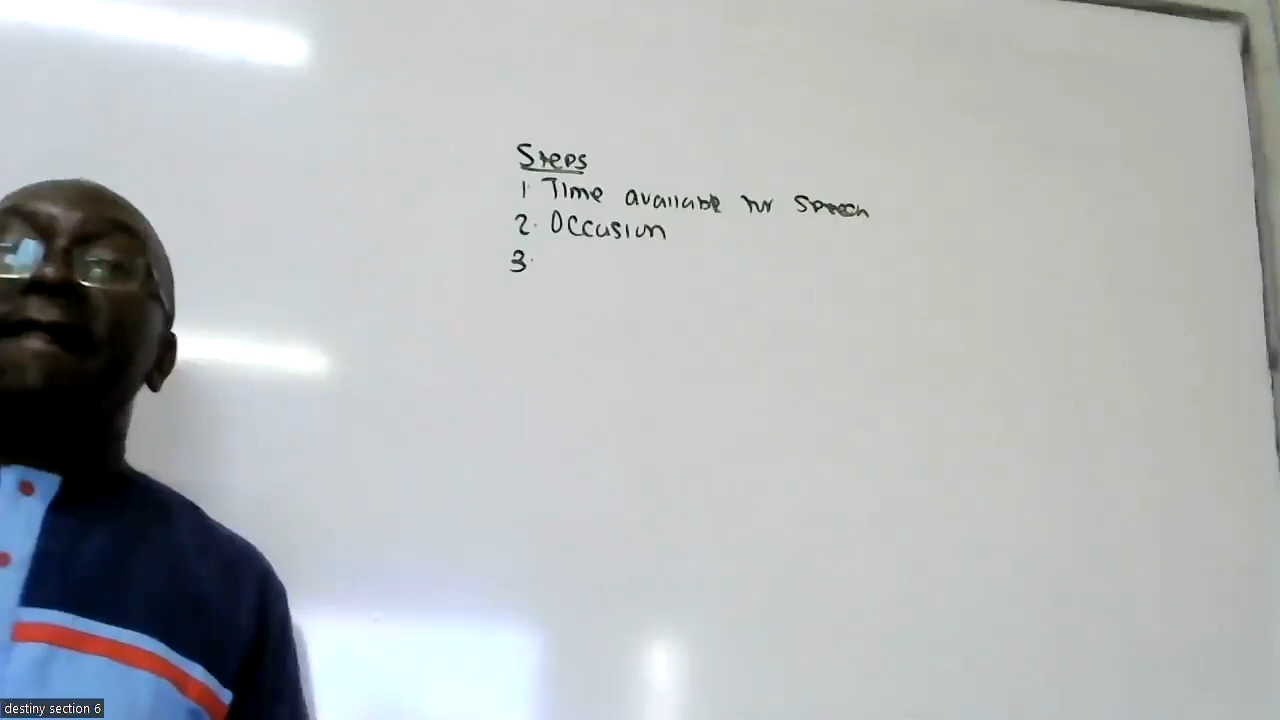 Steps
1. Time available for speech
2. Occasion
3.
destiny section 6